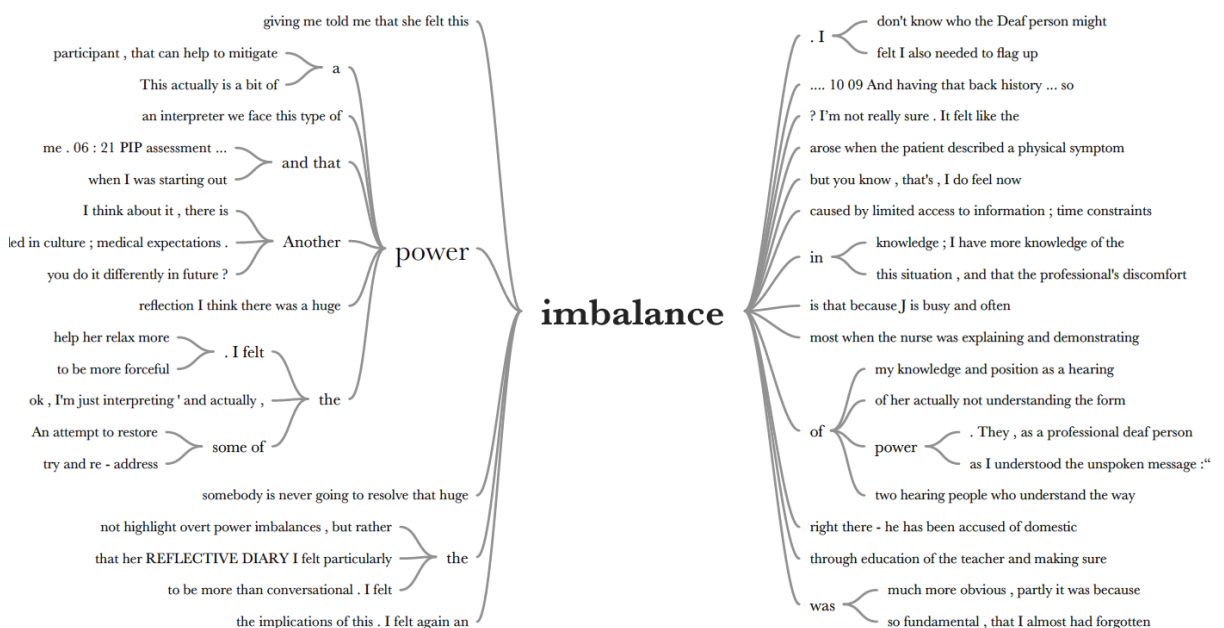 giving me told me that she felt this
participant , that can help to mitigate
This actually is a bit of
a
an interpreter we face this type of
me . 06 : 21 PIP assessment ...
when I was starting out
and that
I think about it , there is
led in culture ; medical expectations .
you do it differently in future ?
Another
reflection I think there was a huge
help her relax more
to be more forceful
. I felt
ok , I'm just interpreting ' and actually ,
An attempt to restore
try and re - address
some of
the
power
somebody is never going to resolve that huge
not highlight overt power imbalances , but rather
that her REFLECTIVE DIARY I felt particularly
to be more than conversational . I felt
the
the implications of this . I felt again an
imbalance
. I
don't know who the Deaf person might
felt I also needed to flag up
.... 10 09 And having that back history ... so
? I’m not really sure . It felt like the
arose when the patient described a physical symptom
but you know , that's , I do feel now
caused by limited access to information ; time constraints
in
knowledge ; I have more knowledge of the
this situation , and that the professional's discomfort
is that because J is busy and often
most when the nurse was explaining and demonstrating
of
my knowledge and position as a hearing
of her actually not understanding the form
power
. They , as a professional deaf person
as I understood the unspoken message :“
two hearing people who understand the way
right there - he has been accused of domestic
through education of the teacher and making sure
was
much more obvious , partly it was because
so fundamental , that I almost had forgotten